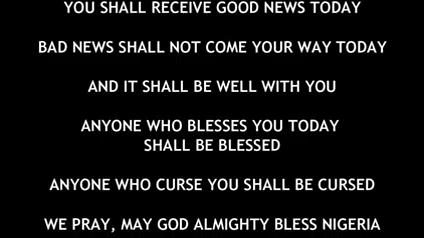 YOU SHALL RECEIVE GOOD NEWS TODAY
BAD NEWS SHALL NOT COME YOUR WAY TODAY
AND IT SHALL BE WELL WITH YOU
ANYONE WHO BLESSES YOU TODAY
SHALL BE BLESSED
ANYONE WHO CURSE YOU SHALL BE CURSED
WE PRAY, MAY GOD ALMIGHTY BLESS NIGERIA